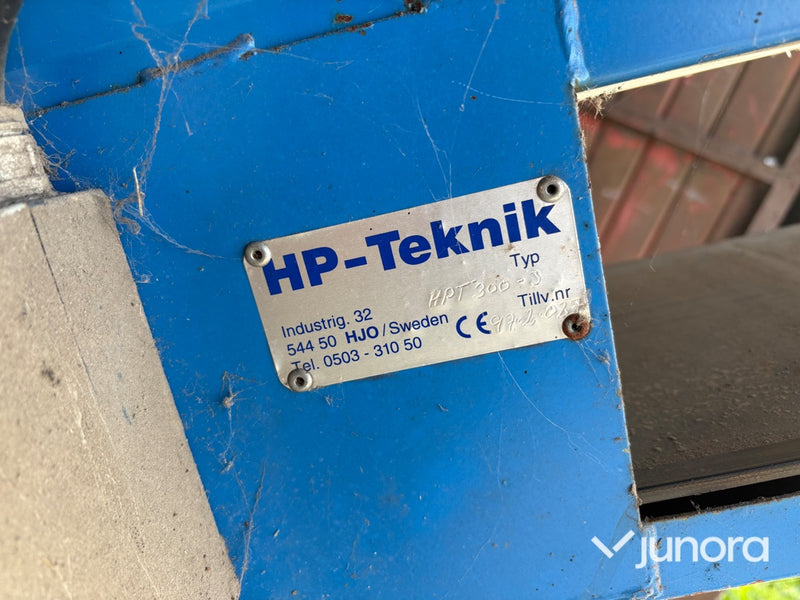 HP-Teknik
Typ
HPT 300-S
Industrig. 32
544 50 HJO/Sweden
CE
Tillv.nr
Tel. 0503 - 310 50
junora